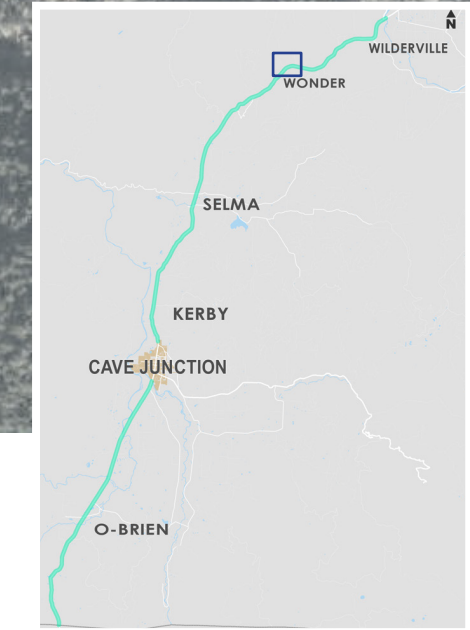 N
WILDERVILLE
WONDER
SELMA
KERBY
CAVE JUNCTION
O-BRIEN